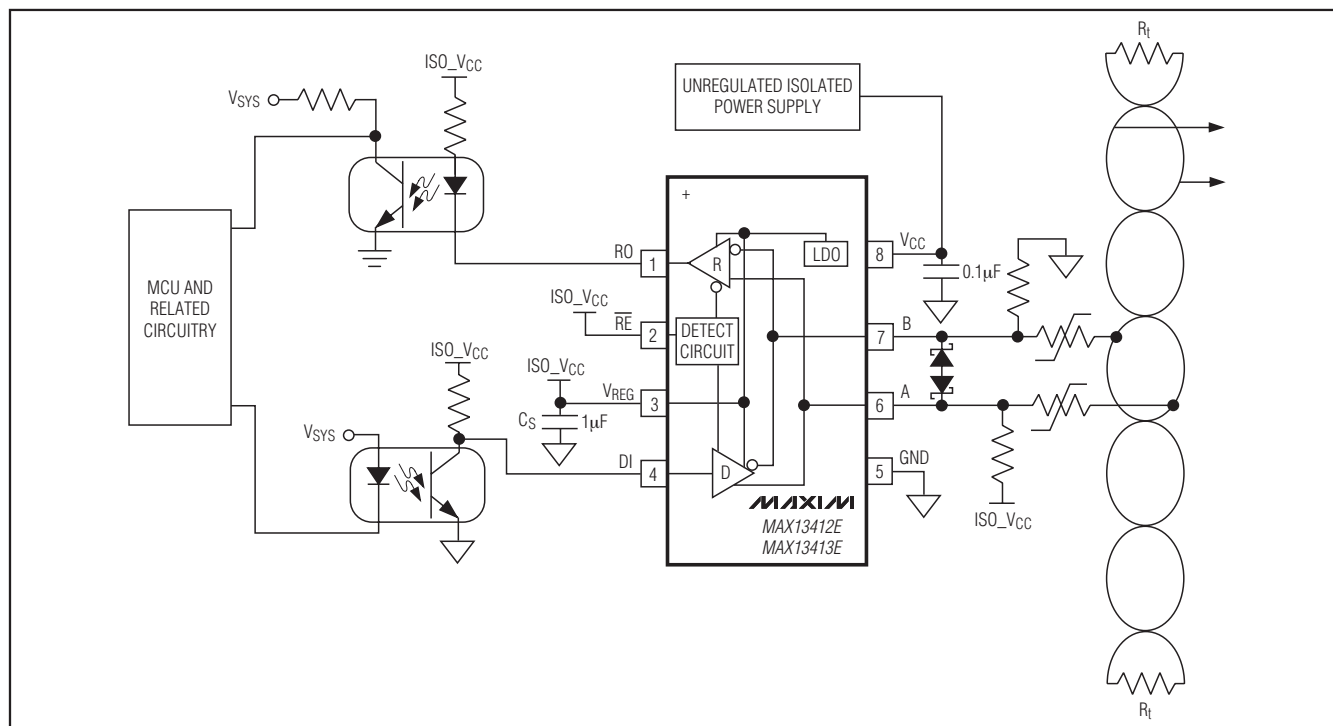 Rt
ISO_VCC
VSYS
UNREGULATED ISOLATED
POWER SUPPLY
MCU AND
RELATED
CIRCUITRY
+
RO
1
R
LDO
8
VCC
0.1µF
ISO_VCC
RE
2
DETECT
CIRCUIT
7
B
ISO_VCC
ISO_VCC
VREG
3
CS
1µF
6
A
VSYS
DI
4
D
5
GND
ISO_VCC
MAXIM
MAX13412E
MAX13413E
Rt